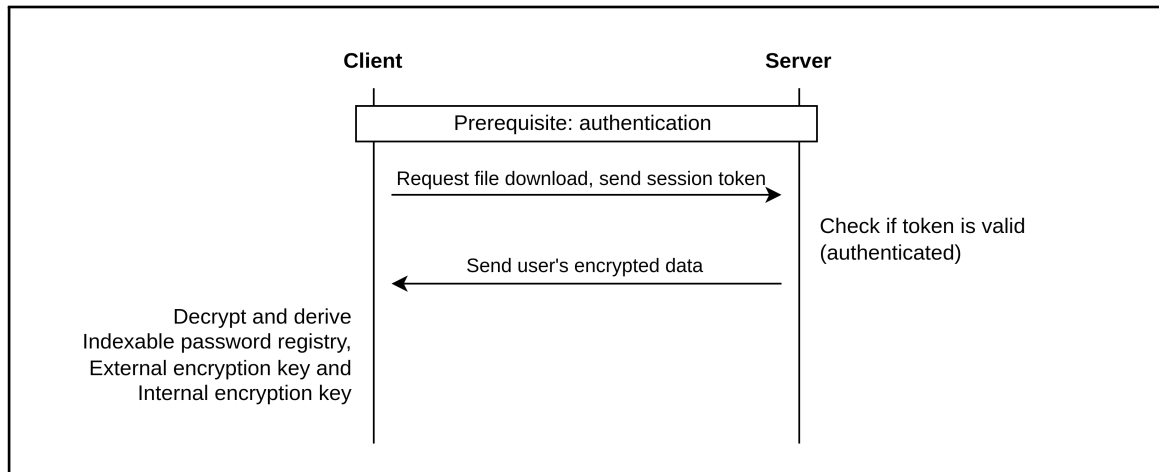 Client
Server
Prerequisite: authentication
Request file download, send session token
Check if token is valid
(authenticated)
Send user's encrypted data
Decrypt and derive
Indexable password registry,
External encryption key and
Internal encryption key